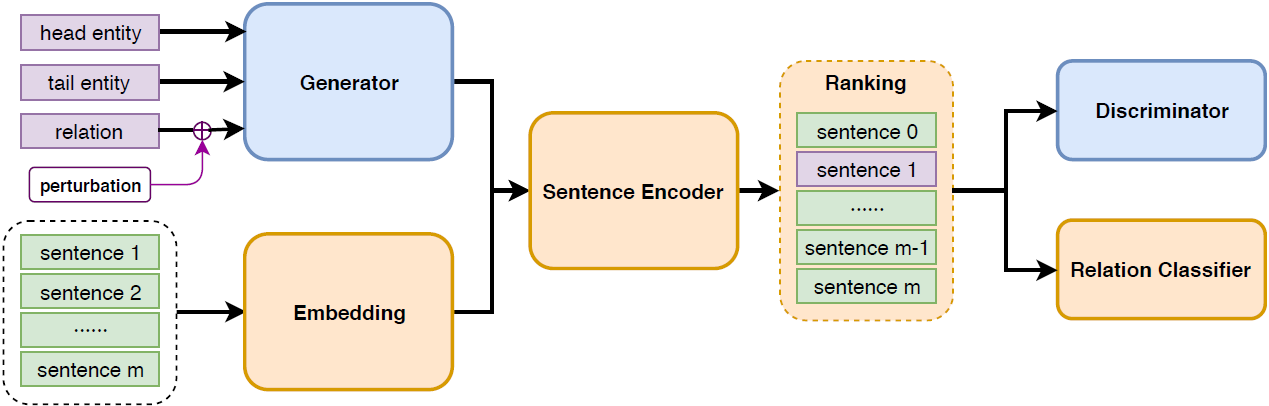 head entity
tail entity
relation
perturbation
Generator
sentence 1
sentence 2
......
sentence m
Embedding
Sentence Encoder
Ranking
sentence 0
sentence 1
......
sentence m-1
sentence m
Discriminator
Relation Classifier